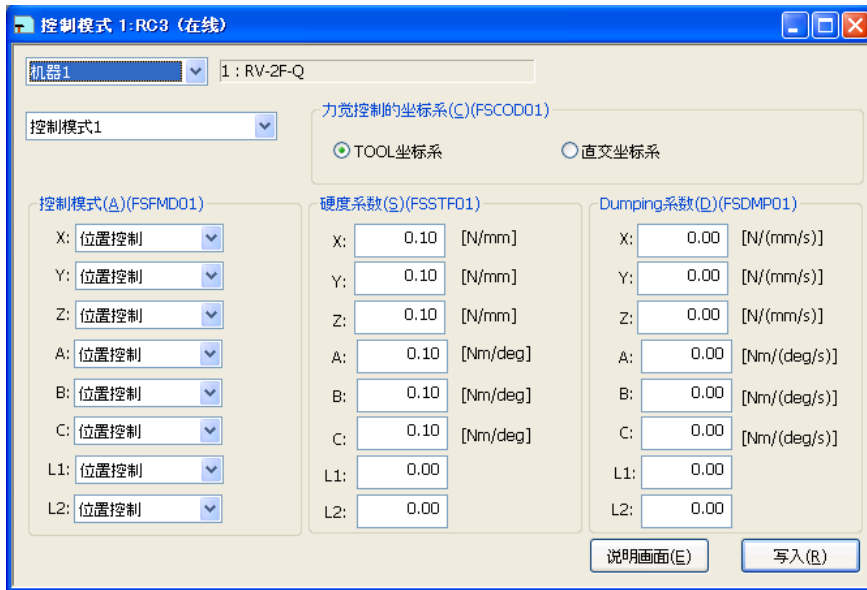 控制模式 1:RC3 (在线)
机器1 1 : RV-2F-Q
控制模式1
力觉控制的坐标系(C)(FSCOD01)
TOOL坐标系 直交坐标系
控制模式(A)(FSFMD01)
X: 位置控制
Y: 位置控制
Z: 位置控制
A: 位置控制
B: 位置控制
C: 位置控制
L1: 位置控制
L2: 位置控制
硬度系数(S)(FSSTF01)
X: 0.10 [N/mm]
Y: 0.10 [N/mm]
Z: 0.10 [N/mm]
A: 0.10 [Nm/deg]
B: 0.10 [Nm/deg]
C: 0.10 [Nm/deg]
L1: 0.00
L2: 0.00
Dumping系数(D)(FSDMP01)
X: 0.00 [N/(mm/s)]
Y: 0.00 [N/(mm/s)]
Z: 0.00 [N/(mm/s)]
A: 0.00 [Nm/(deg/s)]
B: 0.00 [Nm/(deg/s)]
C: 0.00 [Nm/(deg/s)]
L1: 0.00
L2: 0.00
说明画面(E) 写入(R)